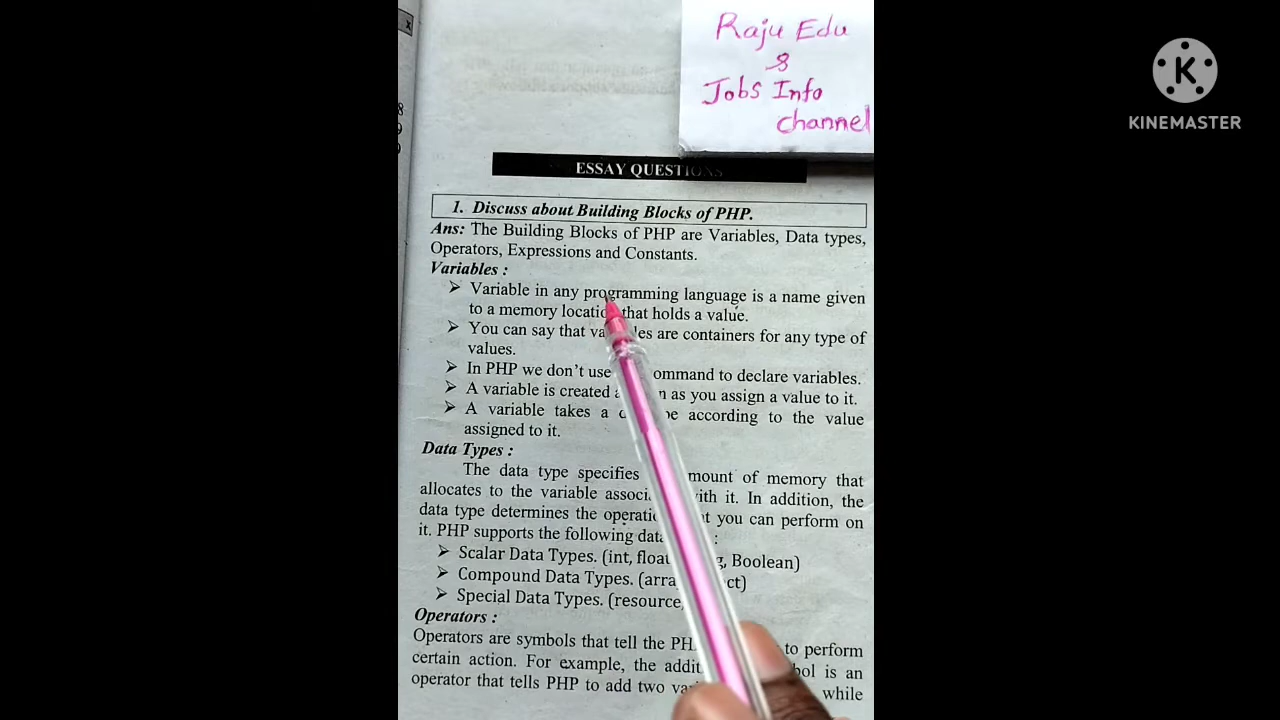 Raju Edu
&
Jobs Info
channel
KINEMASTER
ESSAY QUESTIONS
1. Discuss about Building Blocks of PHP.
Ans: The Building Blocks of PHP are Variables, Data types,
Operators, Expressions and Constants.
Variables :
➤ Variable in any programming language is a name given
to a memory location that holds a value.
➤ You can say that variables are containers for any type of
values.
➤ In PHP we don't use ommand to declare variables.
➤ A variable is created as you assign a value to it.
➤ A variable takes a according to the value
assigned to it.
Data Types :
The data type specifies mount of memory that
allocates to the variable associ with it. In addition, the
data type determines the operati t you can perform on
it. PHP supports the following data :
➤ Scalar Data Types. (int, float g, Boolean)
➤ Compound Data Types. (arra ct)
➤ Special Data Types. (resource,
Operators :
Operators are symbols that tell the PH to perform
certain action. For example, the addit bol is an
operator that tells PHP to add two va while